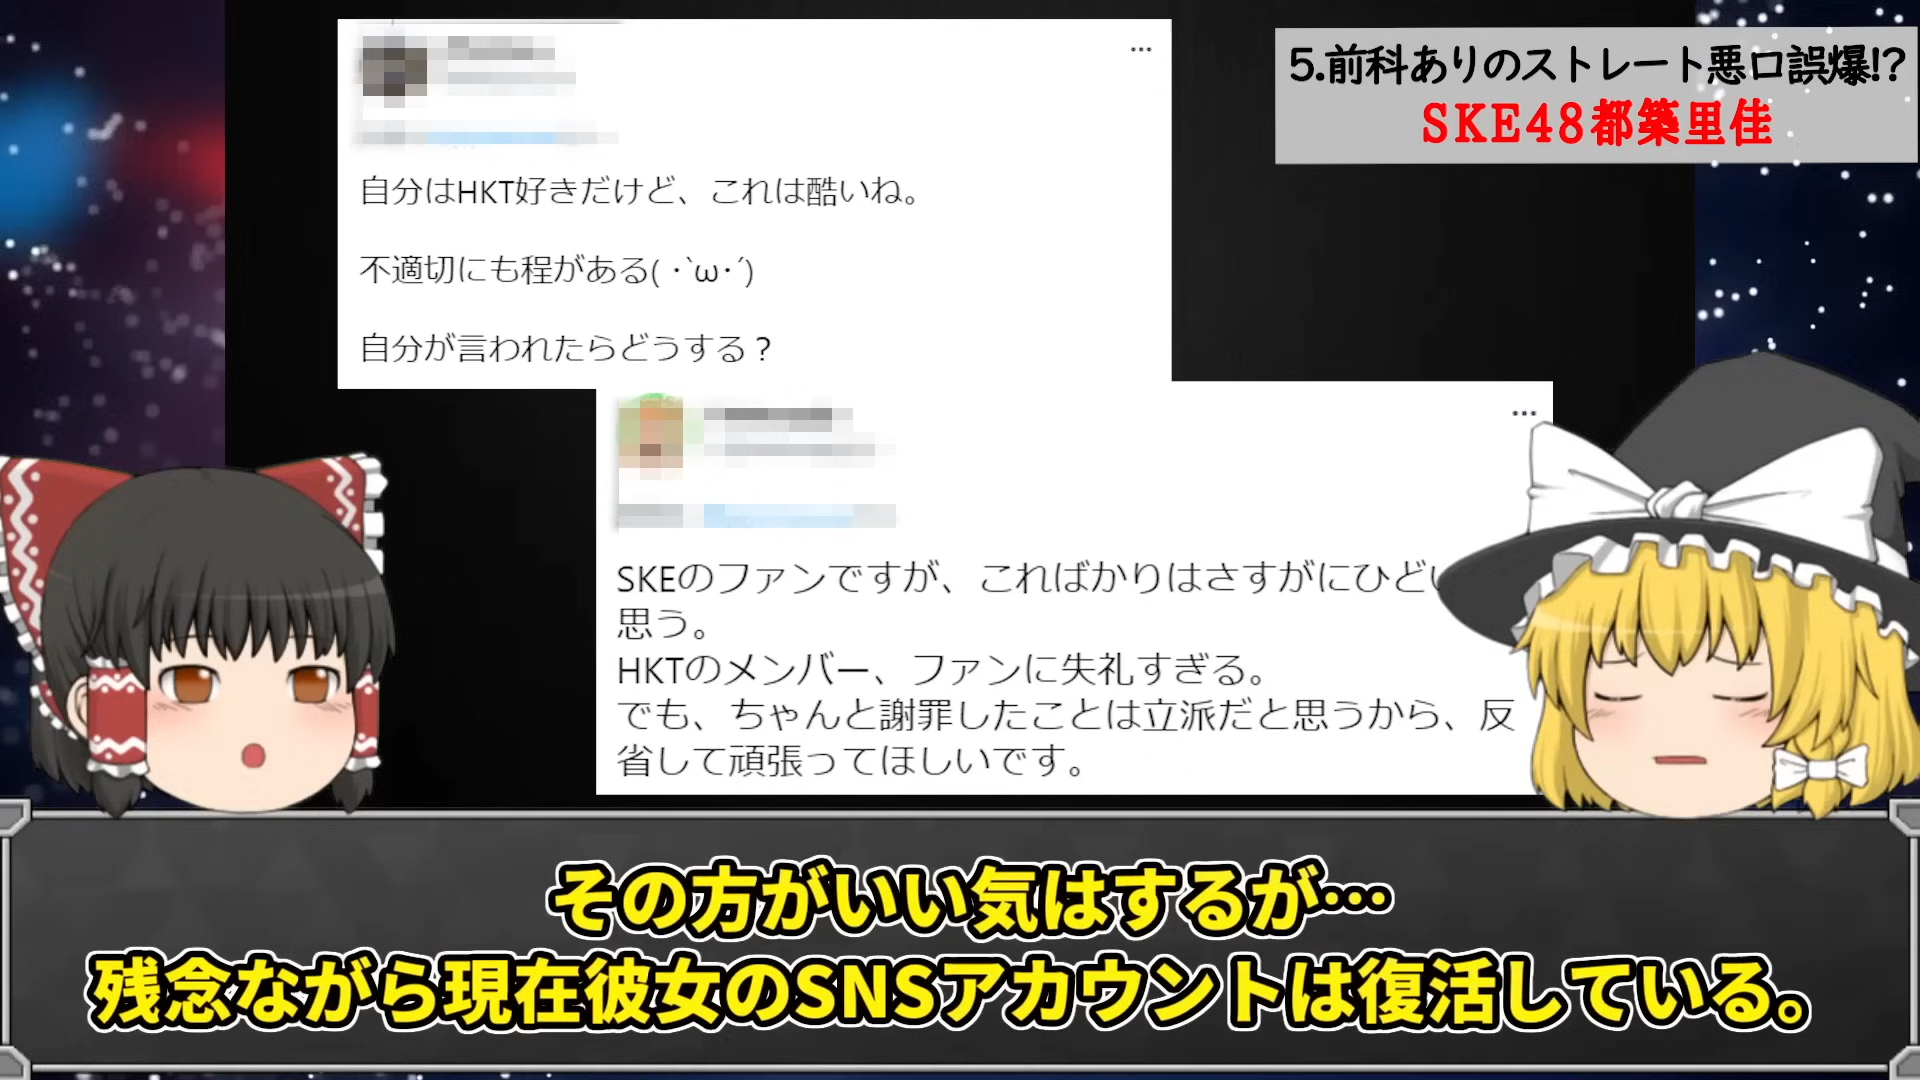 5.前科ありのストレート悪口誤爆!?
SKE48都築里佳
自分はHKT好きだけど、これは酷いね。
不適切にも程がある( ･`ω･´)
自分が言われたらどうする？
SKEのファンですが、こればかりはさすがにひど
思う。
HKTのメンバー、ファンに失礼すぎる。
でも、ちゃんと謝罪したことは立派だと思うから、反
省して頑張ってほしいです。
その方がいい気はするが…
残念ながら現在彼女のSNSアカウントは復活している。